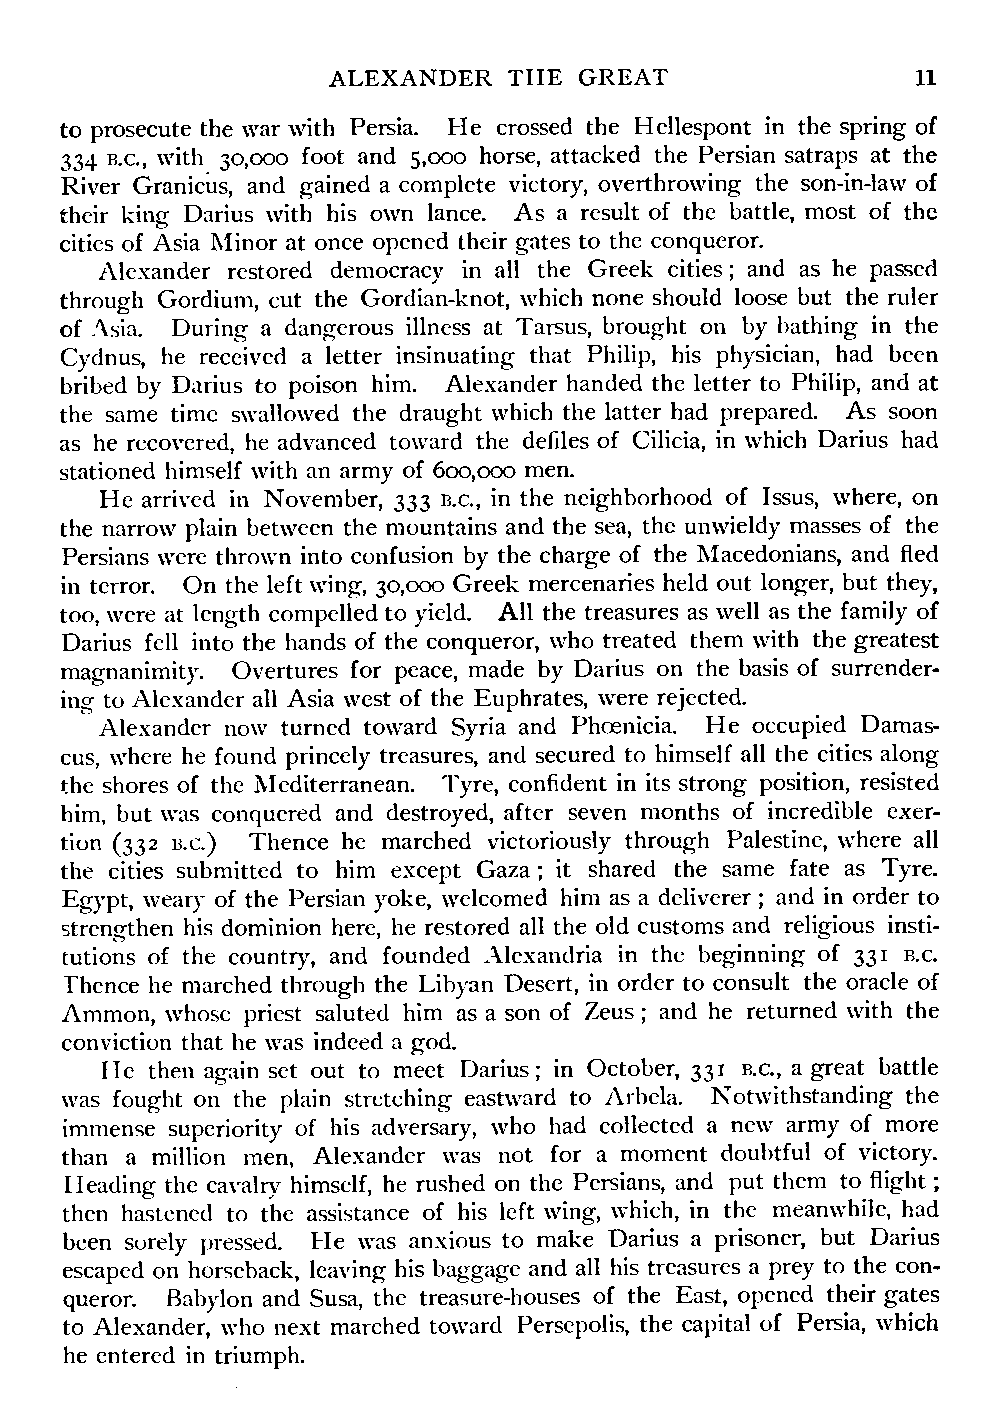 ALEXANDER THE GREAT 11
to prosecute the war with Persia. He crossed the Hellespont in the spring of
334 B.C., with 30,000 foot and 5,000 horse, attacked the Persian satraps at the
River Granicus, and gained a complete victory, overthrowing the son-in-law of
their king Darius with his own lance. As a result of the battle, most of the
cities of Asia Minor at once opened their gates to the conqueror.
Alexander restored democracy in all the Greek cities; and as he passed
through Gordium, cut the Gordian-knot, which none should loose but the ruler
of Asia. During a dangerous illness at Tarsus, brought on by bathing in the
Cydnus, he received a letter insinuating that Philip, his physician, had been
bribed by Darius to poison him. Alexander handed the letter to Philip, and at
the same time swallowed the draught which the latter had prepared. As soon
as he recovered, he advanced toward the defiles of Cilicia, in which Darius had
stationed himself with an army of 600,000 men.
He arrived in November, 333 B.C., in the neighborhood of Issus, where, on
the narrow plain between the mountains and the sea, the unwieldy masses of the
Persians were thrown into confusion by the charge of the Macedonians, and fled
in terror. On the left wing, 30,000 Greek mercenaries held out longer, but they,
too, were at length compelled to yield. All the treasures as well as the family of
Darius fell into the hands of the conqueror, who treated them with the greatest
magnanimity. Overtures for peace, made by Darius on the basis of surrender-
ing to Alexander all Asia west of the Euphrates, were rejected.
Alexander now turned toward Syria and Phœnicia. He occupied Damas-
cus, where he found princely treasures, and secured to himself all the cities along
the shores of the Mediterranean. Tyre, confident in its strong position, resisted
him, but was conquered and destroyed, after seven months of incredible exer-
tion (332 B.C.) Thence he marched victoriously through Palestine, where all
the cities submitted to him except Gaza; it shared the same fate as Tyre.
Egypt, weary of the Persian yoke, welcomed him as a deliverer; and in order to
strengthen his dominion here, he restored all the old customs and religious insti-
tutions of the country, and founded Alexandria in the beginning of 331 B.C.
Thence he marched through the Libyan Desert, in order to consult the oracle of
Ammon, whose priest saluted him as a son of Zeus; and he returned with the
conviction that he was indeed a god.
He then again set out to meet Darius; in October, 331 B.C., a great battle
was fought on the plain stretching eastward to Arbela. Notwithstanding the
immense superiority of his adversary, who had collected a new army of more
than a million men, Alexander was not for a moment doubtful of victory.
Heading the cavalry himself, he rushed on the Persians, and put them to flight;
then hastened to the assistance of his left wing, which, in the meanwhile, had
been sorely pressed. He was anxious to make Darius a prisoner, but Darius
escaped on horseback, leaving his baggage and all his treasures a prey to the con-
queror. Babylon and Susa, the treasure-houses of the East, opened their gates
to Alexander, who next marched toward Persepolis, the capital of Persia, which
he entered in triumph.